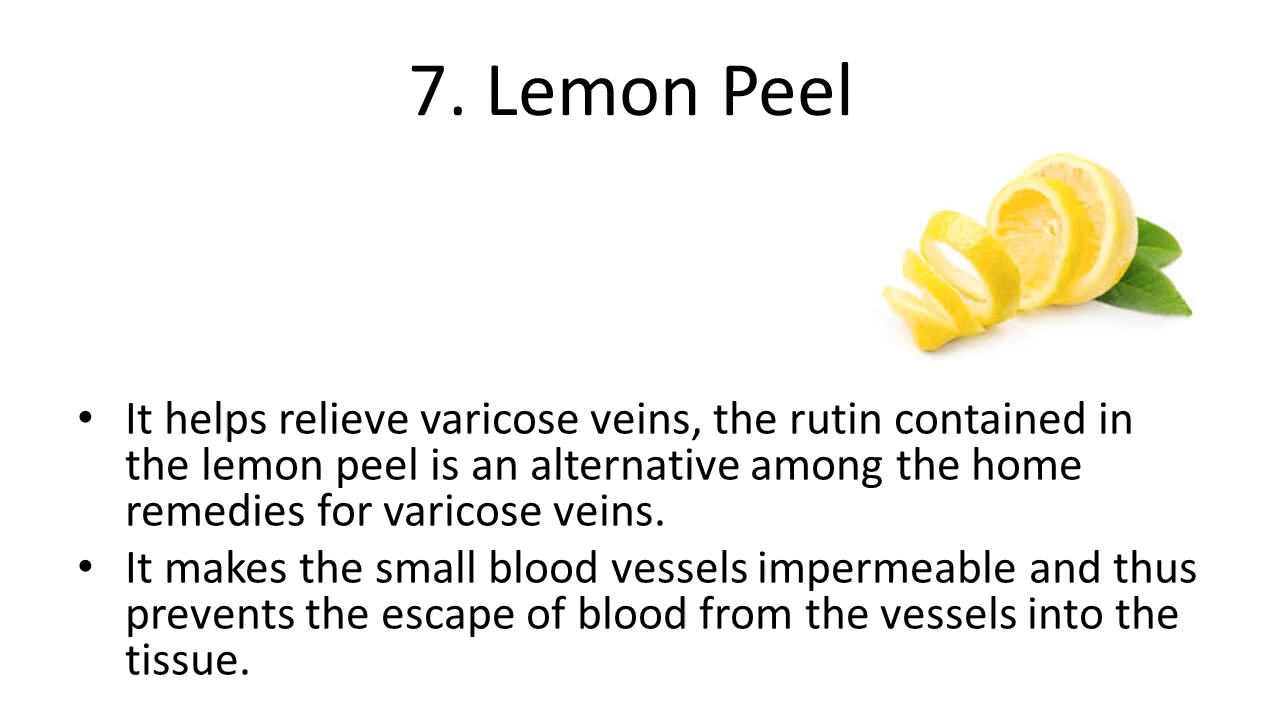 7. Lemon Peel
• It helps relieve varicose veins, the rutin contained in
the lemon peel is an alternative among the home
remedies for varicose veins.
• It makes the small blood vessels impermeable and thus
prevents the escape of blood from the vessels into the
tissue.